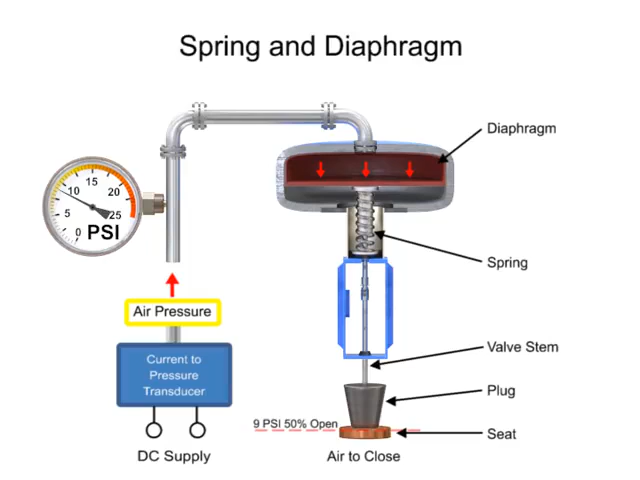 Spring and Diaphragm
Diaphragm
15
10
20
5
25
0
PSI
Spring
Air Pressure
Valve Stem
Current to
Pressure
Transducer
Plug
9 PSI 50% Open
Seat
DC Supply
Air to Close